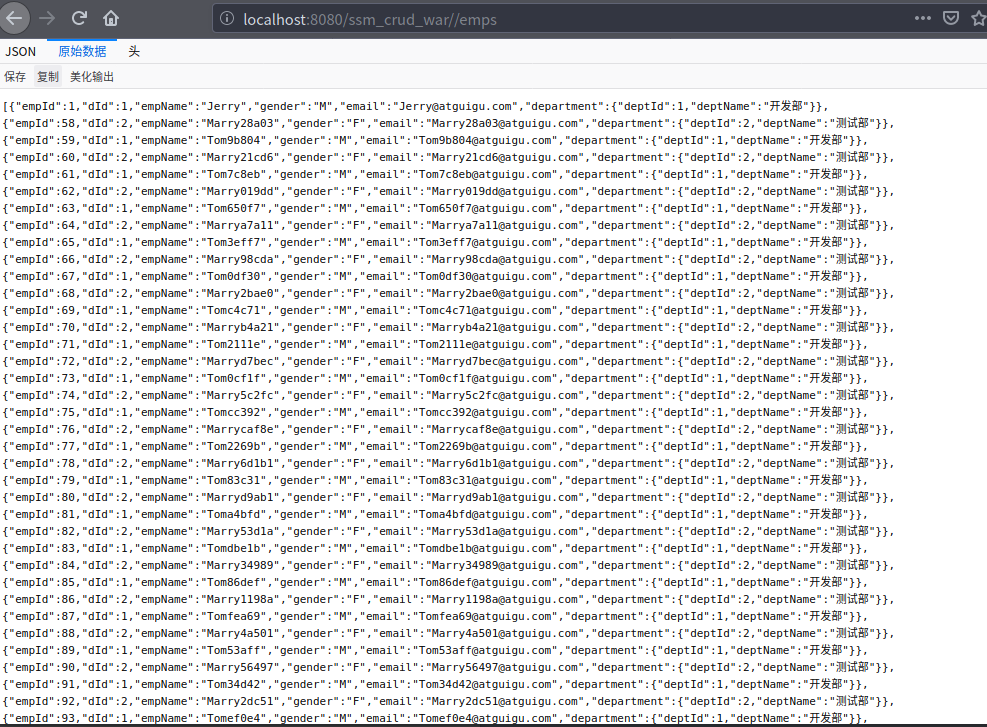 localhost:8080/ssm_crud_war//emps
JSON 原始数据 头
保存 复制 美化输出
[{"empId":1,"dId":1,"empName":"Jerry","gender":"M","email":"Jerry@atguigu.com","department":{"deptId":1,"deptName":"开发部"}},
{"empId":58,"dId":2,"empName":"Marry28a03","gender":"F","email":"Marry28a03@atguigu.com","department":{"deptId":2,"deptName":"测试部"}},
{"empId":59,"dId":1,"empName":"Tom9b804","gender":"M","email":"Tom9b804@atguigu.com","department":{"deptId":1,"deptName":"开发部"}},
{"empId":60,"dId":2,"empName":"Marry21cd6","gender":"F","email":"Marry21cd6@atguigu.com","department":{"deptId":2,"deptName":"测试部"}},
{"empId":61,"dId":1,"empName":"Tom7c8eb","gender":"M","email":"Tom7c8eb@atguigu.com","department":{"deptId":1,"deptName":"开发部"}},
{"empId":62,"dId":2,"empName":"Marry019dd","gender":"F","email":"Marry019dd@atguigu.com","department":{"deptId":2,"deptName":"测试部"}},
{"empId":63,"dId":1,"empName":"Tom650f7","gender":"M","email":"Tom650f7@atguigu.com","department":{"deptId":1,"deptName":"开发部"}},
{"empId":64,"dId":2,"empName":"Marrya7a11","gender":"F","email":"Marrya7a11@atguigu.com","department":{"deptId":2,"deptName":"测试部"}},
{"empId":65,"dId":1,"empName":"Tom3eff7","gender":"M","email":"Tom3eff7@atguigu.com","department":{"deptId":1,"deptName":"开发部"}},
{"empId":66,"dId":2,"empName":"Marry98cda","gender":"F","email":"Marry98cda@atguigu.com","department":{"deptId":2,"deptName":"测试部"}},
{"empId":67,"dId":1,"empName":"Tom0df30","gender":"M","email":"Tom0df30@atguigu.com","department":{"deptId":1,"deptName":"开发部"}},
{"empId":68,"dId":2,"empName":"Marry2bae0","gender":"F","email":"Marry2bae0@atguigu.com","department":{"deptId":2,"deptName":"测试部"}},
{"empId":69,"dId":1,"empName":"Tomc4c71","gender":"M","email":"Tomc4c71@atguigu.com","department":{"deptId":1,"deptName":"开发部"}},
{"empId":70,"dId":2,"empName":"Marryb4a21","gender":"F","email":"Marryb4a21@atguigu.com","department":{"deptId":2,"deptName":"测试部"}},
{"empId":71,"dId":1,"empName":"Tom2111e","gender":"M","email":"Tom2111e@atguigu.com","department":{"deptId":1,"deptName":"开发部"}},
{"empId":72,"dId":2,"empName":"Marryd7bec","gender":"F","email":"Marryd7bec@atguigu.com","department":{"deptId":2,"deptName":"测试部"}},
{"empId":73,"dId":1,"empName":"Tom0cf1f","gender":"M","email":"Tom0cf1f@atguigu.com","department":{"deptId":1,"deptName":"开发部"}},
{"empId":74,"dId":2,"empName":"Marry5c2fc","gender":"F","email":"Marry5c2fc@atguigu.com","department":{"deptId":2,"deptName":"测试部"}},
{"empId":75,"dId":1,"empName":"Tomcc392","gender":"M","email":"Tomcc392@atguigu.com","department":{"deptId":1,"deptName":"开发部"}},
{"empId":76,"dId":2,"empName":"Marrycaf8e","gender":"F","email":"Marrycaf8e@atguigu.com","department":{"deptId":2,"deptName":"测试部"}},
{"empId":77,"dId":1,"empName":"Tom2269b","gender":"M","email":"Tom2269b@atguigu.com","department":{"deptId":1,"deptName":"开发部"}},
{"empId":78,"dId":2,"empName":"Marry6d1b1","gender":"F","email":"Marry6d1b1@atguigu.com","department":{"deptId":2,"deptName":"测试部"}},
{"empId":79,"dId":1,"empName":"Tom83c31","gender":"M","email":"Tom83c31@atguigu.com","department":{"deptId":1,"deptName":"开发部"}},
{"empId":80,"dId":2,"empName":"Marryd9ab1","gender":"F","email":"Marryd9ab1@atguigu.com","department":{"deptId":2,"deptName":"测试部"}},
{"empId":81,"dId":1,"empName":"Toma4bfd","gender":"M","email":"Toma4bfd@atguigu.com","department":{"deptId":1,"deptName":"开发部"}},
{"empId":82,"dId":2,"empName":"Marry53d1a","gender":"F","email":"Marry53d1a@atguigu.com","department":{"deptId":2,"deptName":"测试部"}},
{"empId":83,"dId":1,"empName":"Tomdbe1b","gender":"M","email":"Tomdbe1b@atguigu.com","department":{"deptId":1,"deptName":"开发部"}},
{"empId":84,"dId":2,"empName":"Marry34989","gender":"F","email":"Marry34989@atguigu.com","department":{"deptId":2,"deptName":"测试部"}},
{"empId":85,"dId":1,"empName":"Tom86def","gender":"M","email":"Tom86def@atguigu.com","department":{"deptId":1,"deptName":"开发部"}},
{"empId":86,"dId":2,"empName":"Marry1198a","gender":"F","email":"Marry1198a@atguigu.com","department":{"deptId":2,"deptName":"测试部"}},
{"empId":87,"dId":1,"empName":"Tomfea69","gender":"M","email":"Tomfea69@atguigu.com","department":{"deptId":1,"deptName":"开发部"}},
{"empId":88,"dId":2,"empName":"Marry4a501","gender":"F","email":"Marry4a501@atguigu.com","department":{"deptId":2,"deptName":"测试部"}},
{"empId":89,"dId":1,"empName":"Tom53aff","gender":"M","email":"Tom53aff@atguigu.com","department":{"deptId":1,"deptName":"开发部"}},
{"empId":90,"dId":2,"empName":"Marry56497","gender":"F","email":"Marry56497@atguigu.com","department":{"deptId":2,"deptName":"测试部"}},
{"empId":91,"dId":1,"empName":"Tom34d42","gender":"M","email":"Tom34d42@atguigu.com","department":{"deptId":1,"deptName":"开发部"}},
{"empId":92,"dId":2,"empName":"Marry2dc51","gender":"F","email":"Marry2dc51@atguigu.com","department":{"deptId":2,"deptName":"测试部"}},
{"empId":93,"dId":1,"empName":"Tomef0e4","gender":"M","email":"Tomef0e4@atguigu.com","department":{"deptId":1,"deptName":"开发部"}},